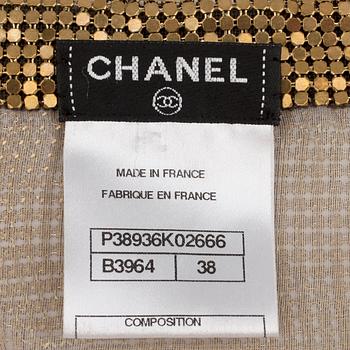 CHANEL
MADE IN FRANCE
FABRIQUE EN FRANCE
P38936K02666
B3964 38
COMPOSITION